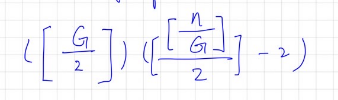 ([G/2]) ([[n/G]/2] - 2)